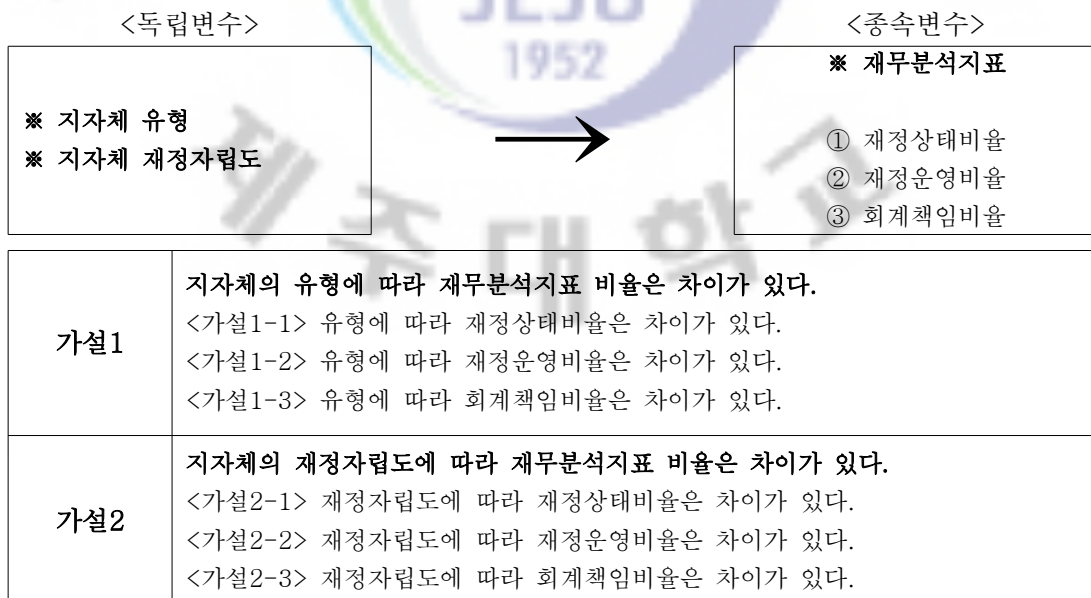 JEJU
1952
제주대학교
<독립변수>
※ 지자체 유형
※ 지자체 재정자립도
<종속변수>
※ 재무분석지표
① 재정상태비율
② 재정운영비율
③ 회계책임비율
가설1
지자체의 유형에 따라 재무분석지표 비율은 차이가 있다.
<가설1-1> 유형에 따라 재정상태비율은 차이가 있다.
<가설1-2> 유형에 따라 재정운영비율은 차이가 있다.
<가설1-3> 유형에 따라 회계책임비율은 차이가 있다.
가설2
지자체의 재정자립도에 따라 재무분석지표 비율은 차이가 있다.
<가설2-1> 재정자립도에 따라 재정상태비율은 차이가 있다.
<가설2-2> 재정자립도에 따라 재정운영비율은 차이가 있다.
<가설2-3> 재정자립도에 따라 회계책임비율은 차이가 있다.